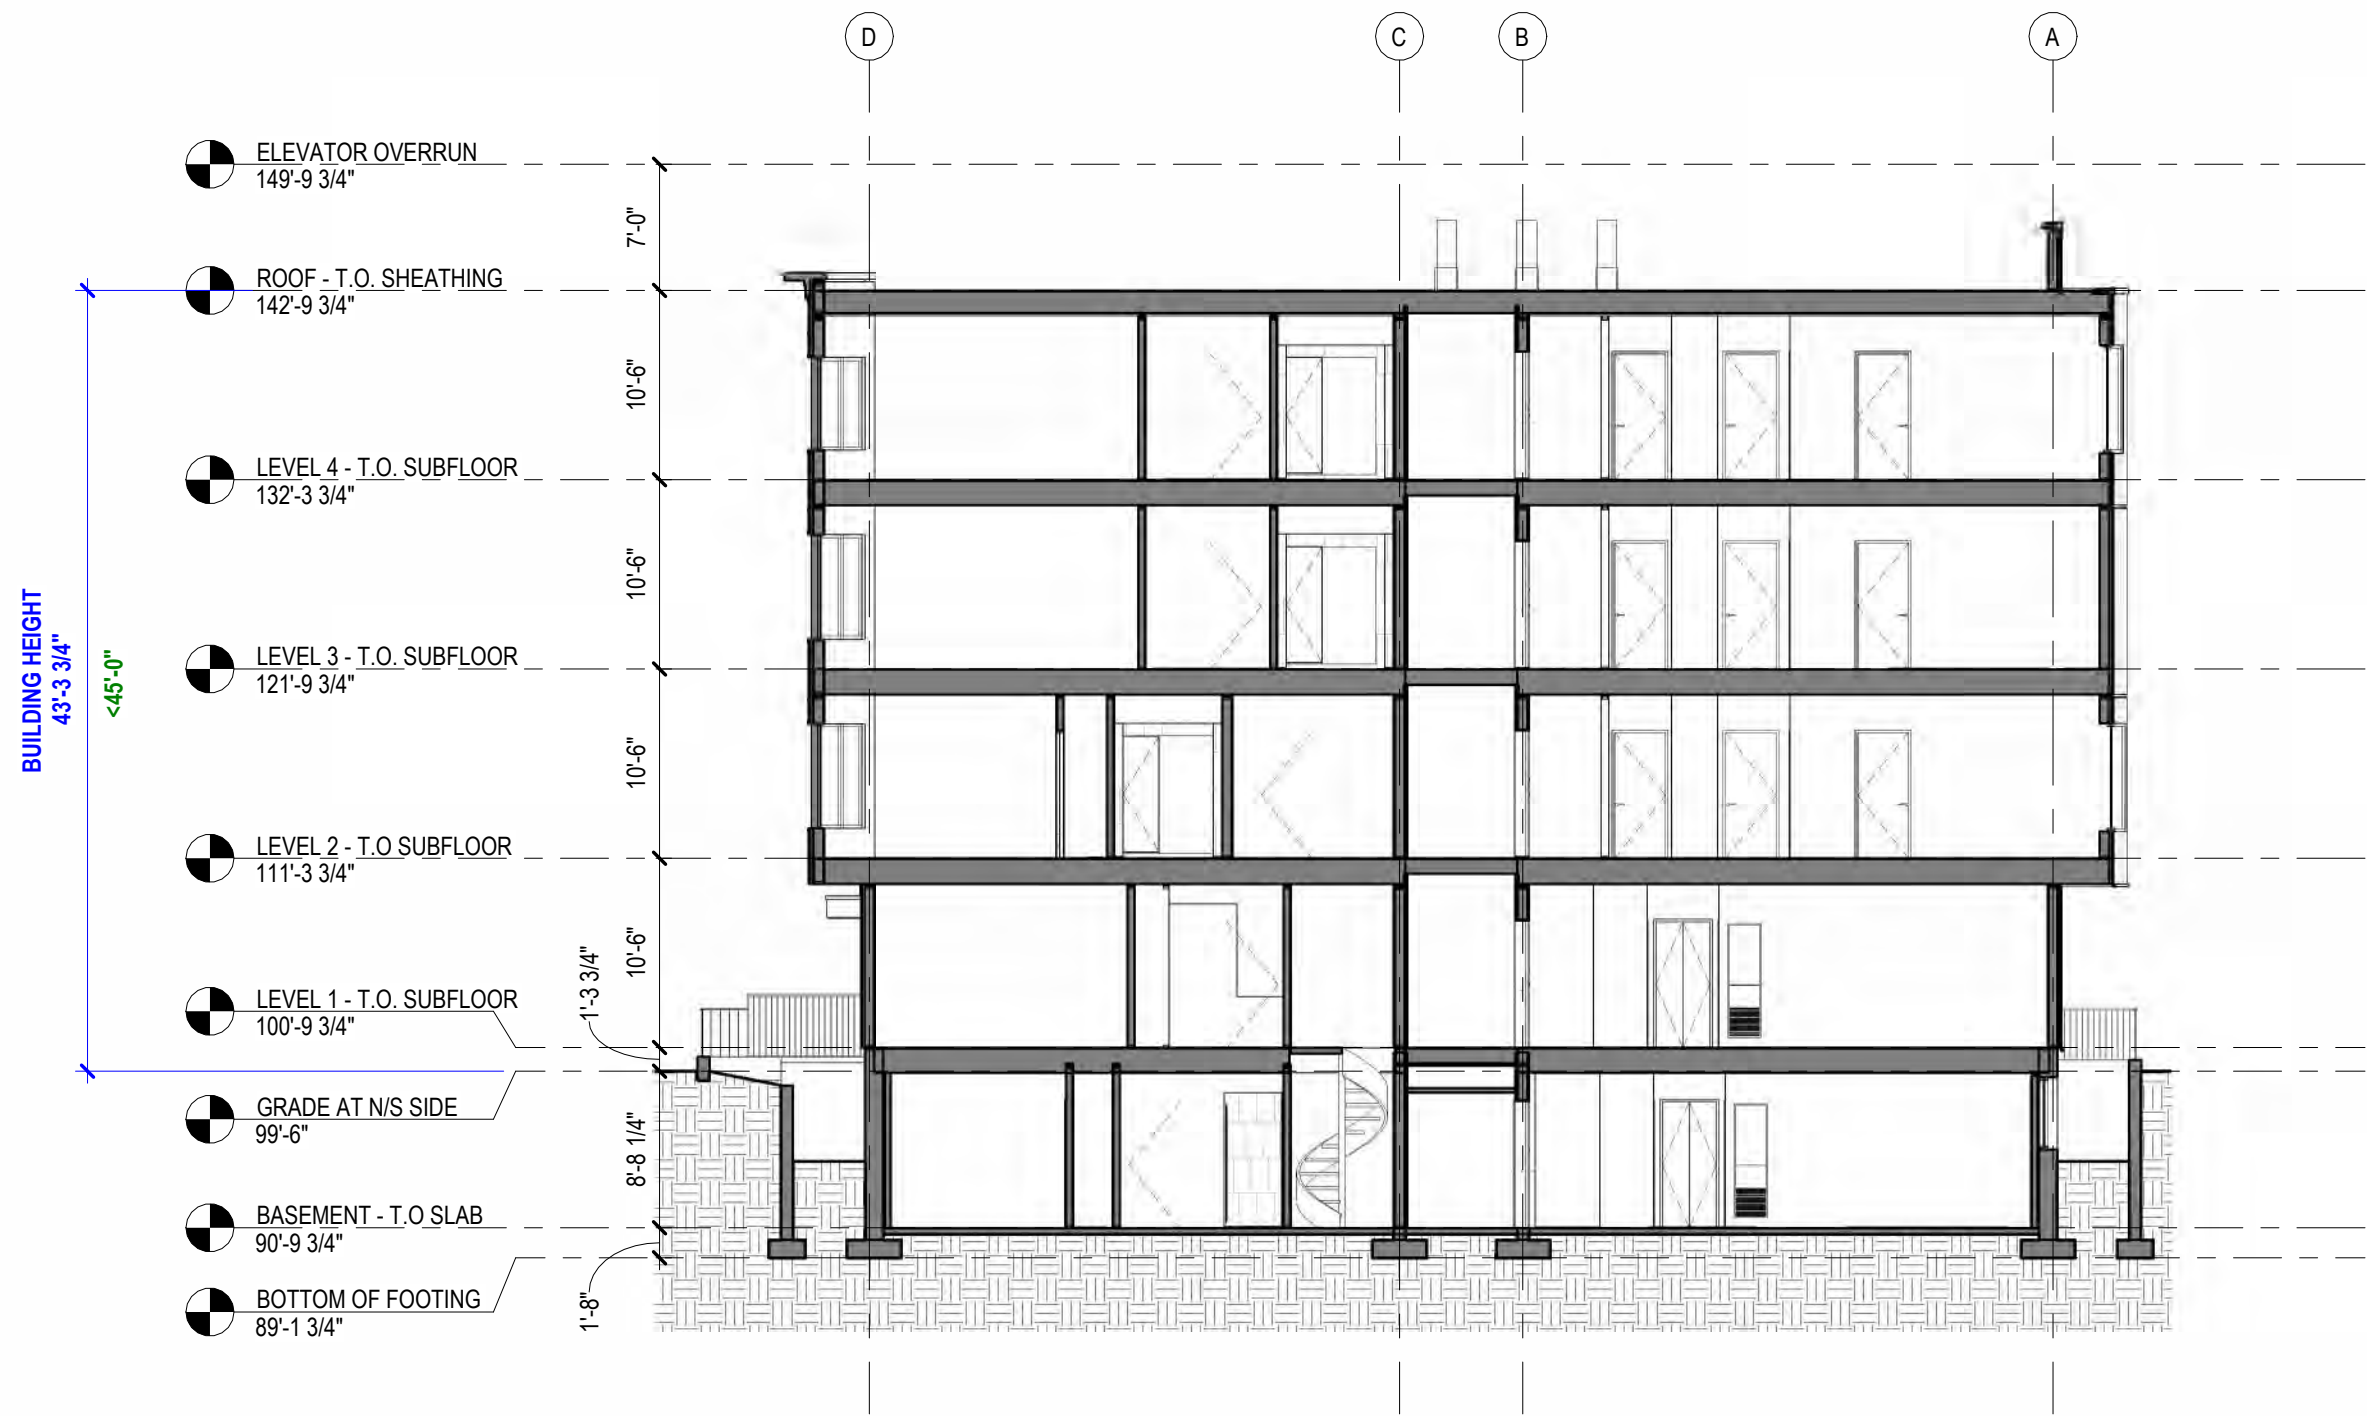 D
C
B
A
ELEVATOR OVERRUN
149'-9 3/4"
7'-0"
ROOF - T.O. SHEATHING
142'-9 3/4"
10'-6"
LEVEL 4 - T.O. SUBFLOOR
132'-3 3/4"
10'-6"
BUILDING HEIGHT
43'-3 3/4"
<45'-0"
LEVEL 3 - T.O. SUBFLOOR
121'-9 3/4"
10'-6"
LEVEL 2 - T.O SUBFLOOR
111'-3 3/4"
10'-6"
1'-3 3/4"
LEVEL 1 - T.O. SUBFLOOR
100'-9 3/4"
GRADE AT N/S SIDE
99'-6"
8'-8 1/4"
BASEMENT - T.O SLAB
90'-9 3/4"
1'-8"
BOTTOM OF FOOTING
89'-1 3/4"